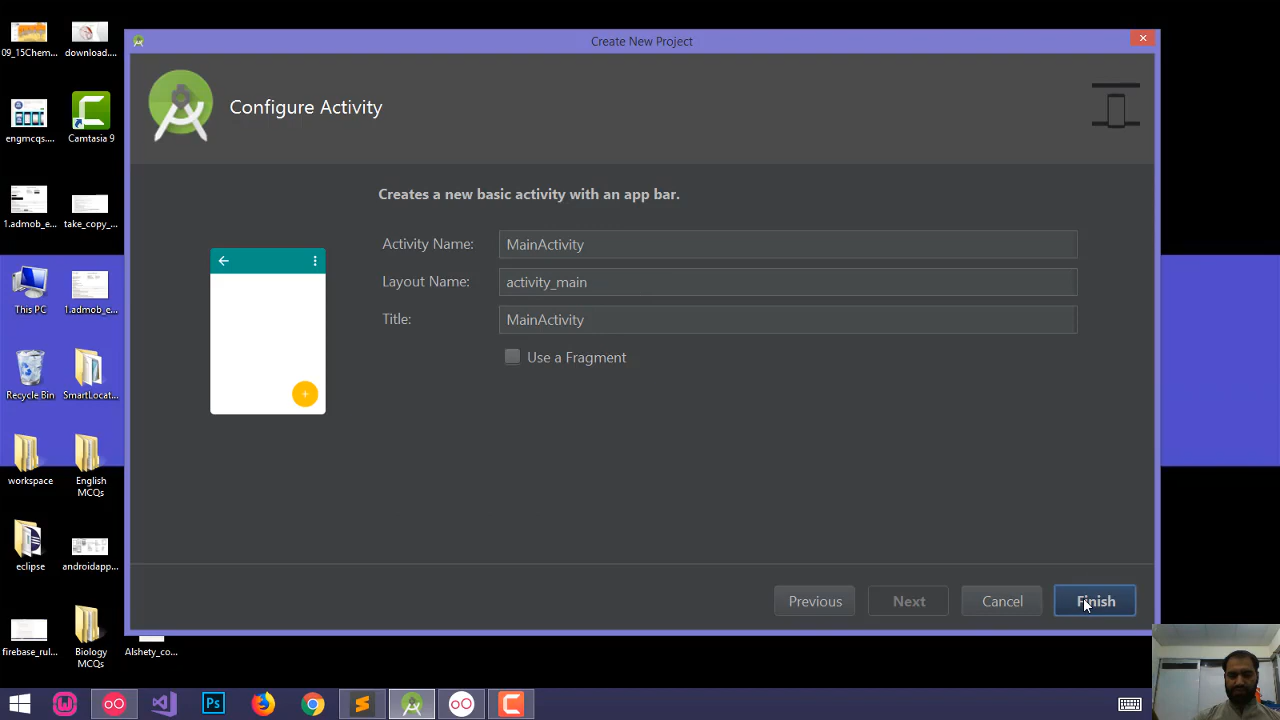 Create New Project
Configure Activity
Creates a new basic activity with an app bar.
Activity Name:
MainActivity
Layout Name:
activity_main
Title:
MainActivity
Use a Fragment
Previous
Next
Cancel
Finish
09_15Chem...
download....
engmcqs....
Camtasia 9
1.admob_e...
take_copy_...
This PC
1.admob_e...
Recycle Bin
SmartLocat...
workspace
English
MCQs
eclipse
androidapp...
firebase_rul...
Biology
MCQs
Alshety_co...
Ps